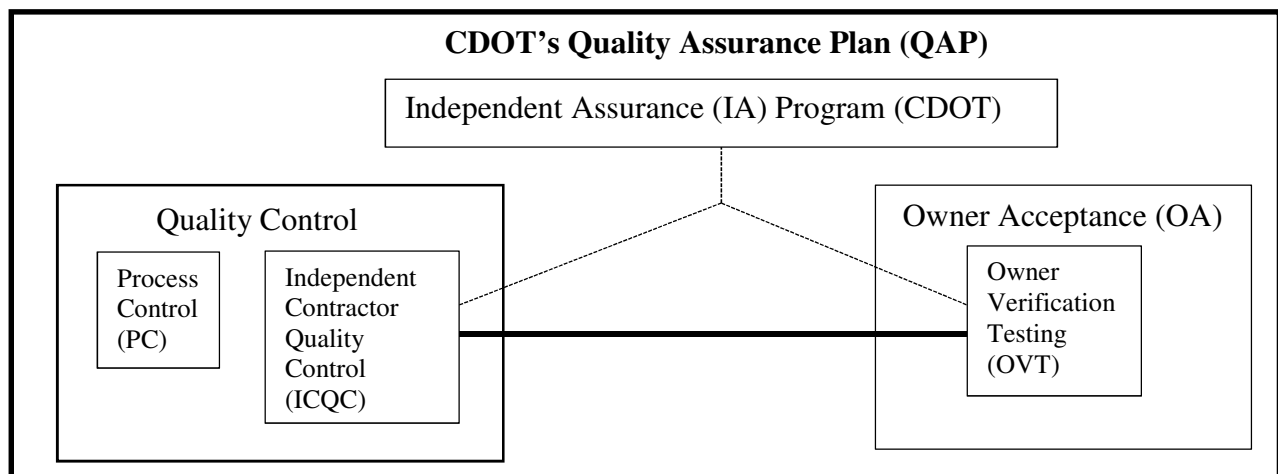 CDOT's Quality Assurance Plan (QAP)
Independent Assurance (IA) Program (CDOT)
Quality Control
Process
Control
(PC)
Independent
Contractor
Quality
Control
(ICQC)
Owner Acceptance (OA)
Owner
Verification
Testing
(OVT)